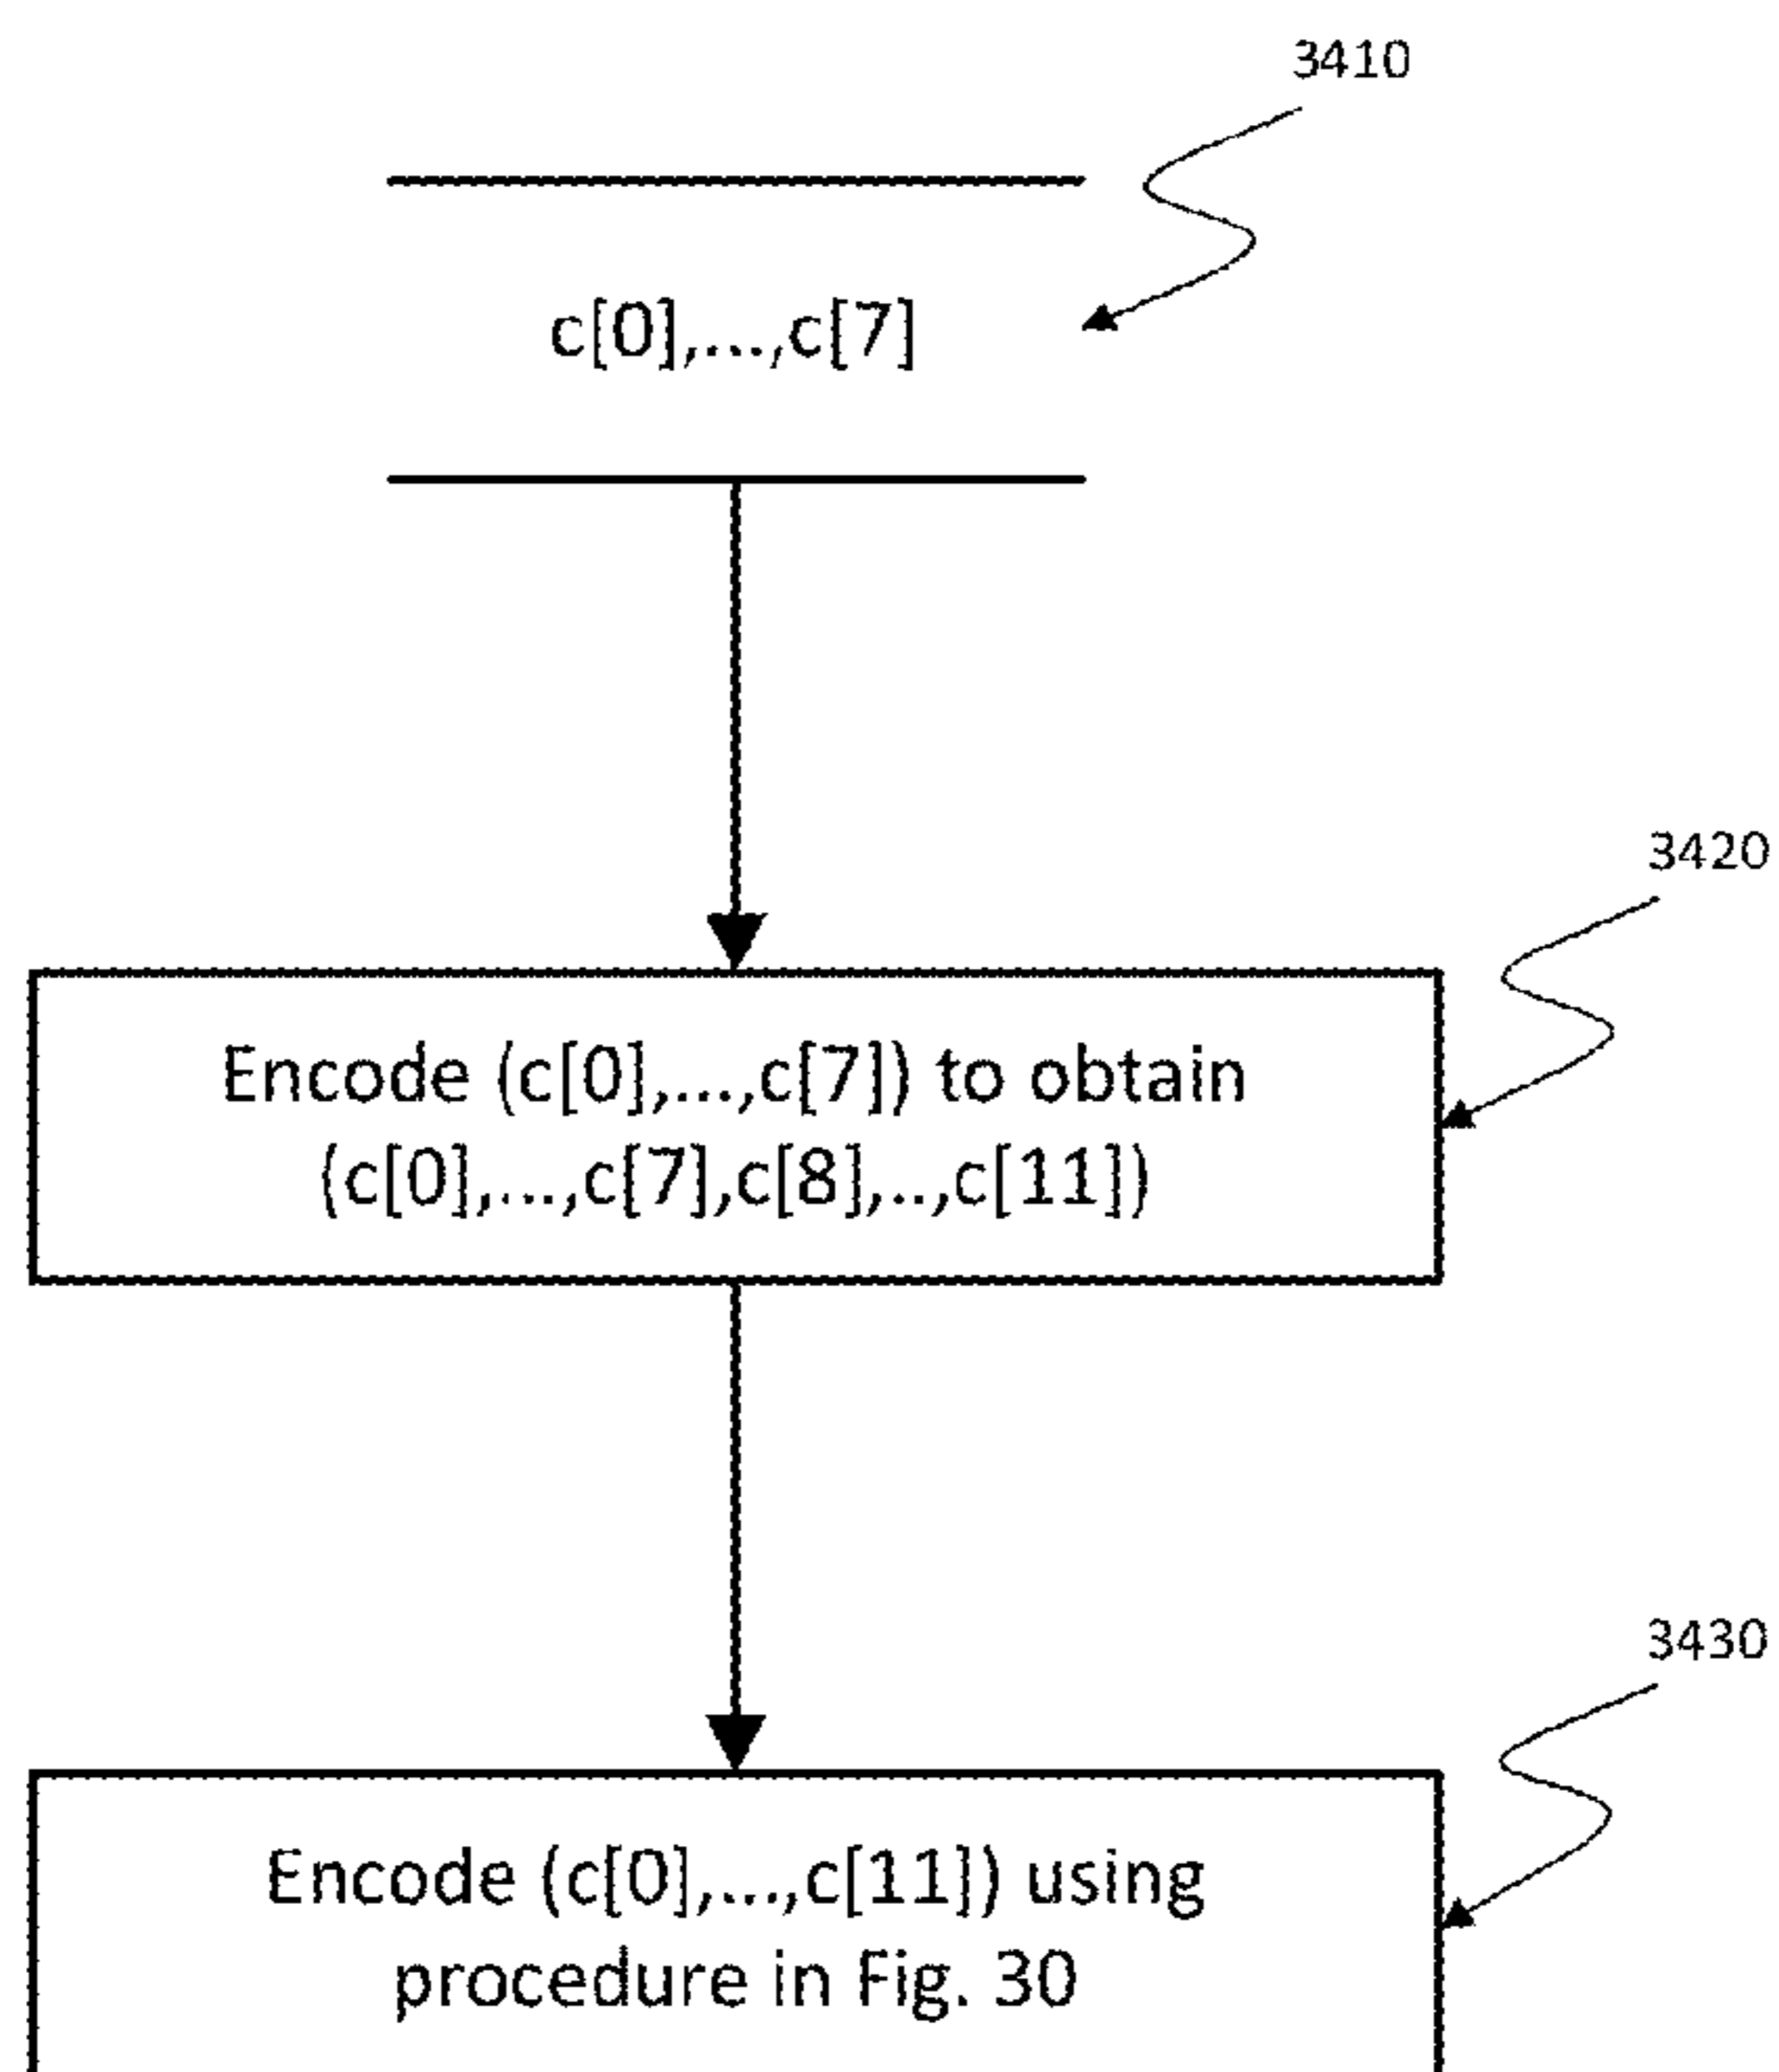 3410
c[0],...,c[7]
3420
Encode (c[0],...,c[7]) to obtain
(c[0],...,c[7],c[8],..,c[11])
3430
Encode (c[0],...,c[11]) using
procedure in Fig. 30